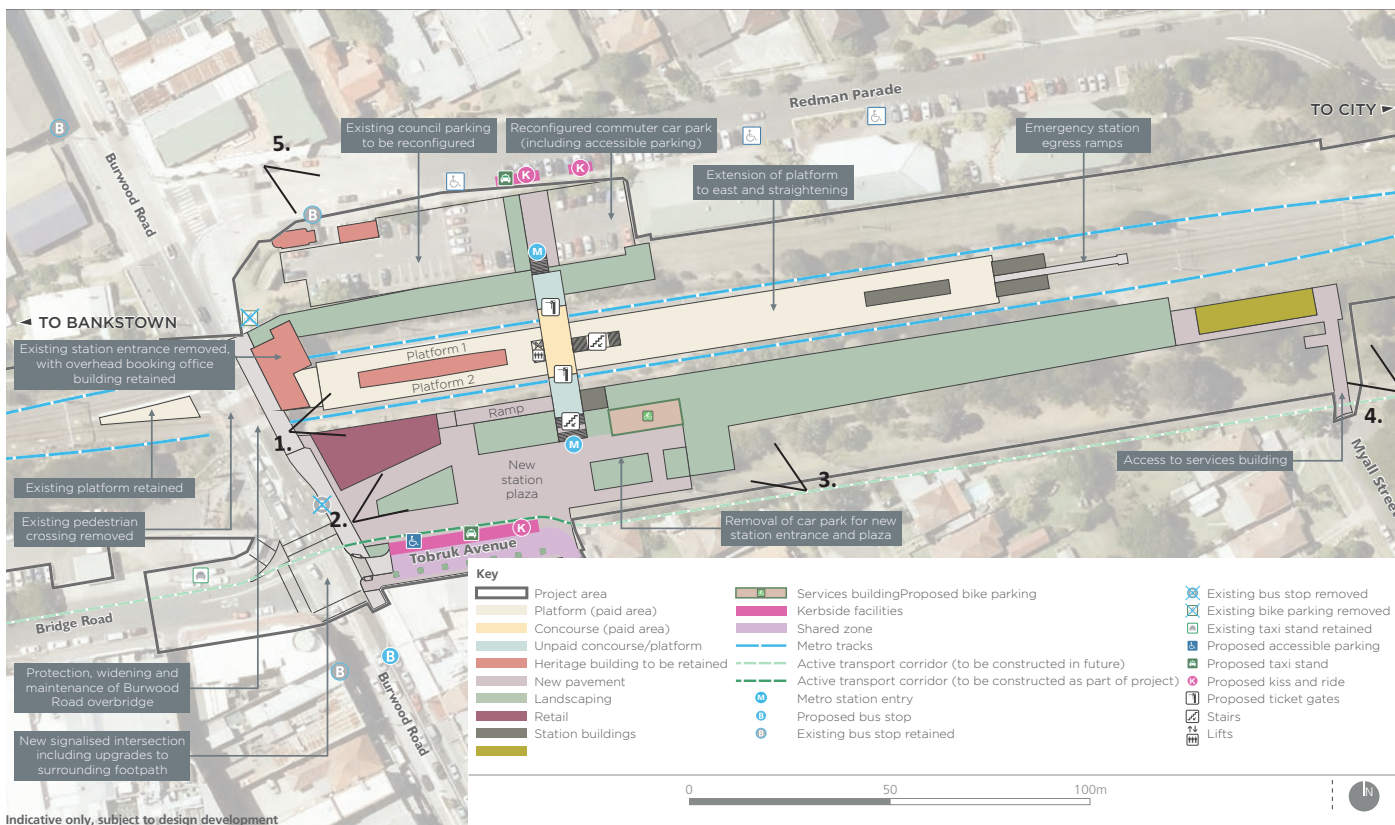 Redman Parade
TO CITY
5.
Existing council parking
to be reconfigured
Reconfigured commuter car park
(including accessible parking)
Emergency station
egress ramps
Extension of platform
to east and straightening
B
Burwood Road
K
K
B
M
TO BANKSTOWN
Existing station entrance removed,
with overhead booking office
building retained
Platform 1
Platform 2
Ramp
1.
M
New
station
plaza
4.
Access to services building
Myall Street
3.
Existing platform retained
2.
Existing pedestrian
crossing removed
Removal of car park for new
station entrance and plaza
K
Tobruk Avenue
Bridge Road
Protection, widening and
maintenance of Burwood
Road overbridge
B
B
Burwood Road
New signalised intersection
including upgrades to
surrounding footpath
Indicative only, subject to design development
Key
Project area
Platform (paid area)
Concourse (paid area)
Unpaid concourse/platform
Heritage building to be retained
New pavement
Landscaping
Retail
Station buildings
Services buildingProposed bike parking
Kerbside facilities
Shared zone
Metro tracks
Active transport corridor (to be constructed in future)
Active transport corridor (to be constructed as part of project)
M Metro station entry
B Proposed bus stop
B Existing bus stop retained
Existing bus stop removed
Existing bike parking removed
Existing taxi stand retained
Proposed accessible parking
Proposed taxi stand
K Proposed kiss and ride
Proposed ticket gates
Stairs
Lifts
0 50 100m
N